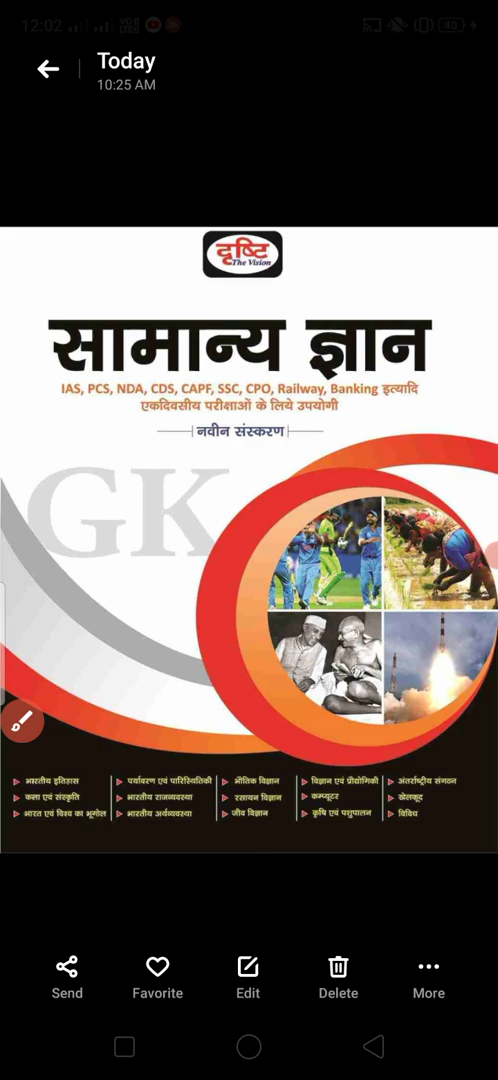 12:02
VO8
LTE5
40
Today
10:25 AM
दृष्टि
The Vision
सामान्य ज्ञान
IAS, PCS, NDA, CDS, CAPF, SSC, CPO, Railway, Banking इत्यादि
एकदिवसीय परीक्षाओं के लिये उपयोगी
नवीन संस्करण
GK
भारतीय इतिहास
कला एवं संस्कृति
भारत एवं विश्व का भूगोल
पर्यावरण एवं पारिस्थितिकी
भारतीय राजव्यवस्था
भारतीय अर्थव्यवस्था
भौतिक विज्ञान
रसायन विज्ञान
जीव विज्ञान
विज्ञान एवं प्रौद्योगिकी
कम्प्यूटर
कृषि एवं पशुपालन
अंतर्राष्ट्रीय संगठन
खेलकूद
विविध
Send
Favorite
Edit
Delete
More